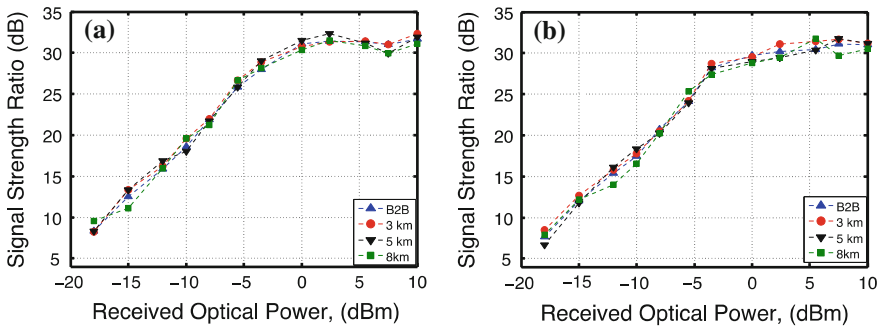 (a)
Signal Strength Ratio (dB)
35
30
25
20
15
10
5
−20
−15
−10
−5
0
5
10
Received Optical Power, (dBm)
B2B
3 km
5 km
8km
(b)
Signal Strength Ratio (dB)
35
30
25
20
15
10
5
−20
−15
−10
−5
0
5
10
Received Optical Power, (dBm)
B2B
3 km
5 km
8km